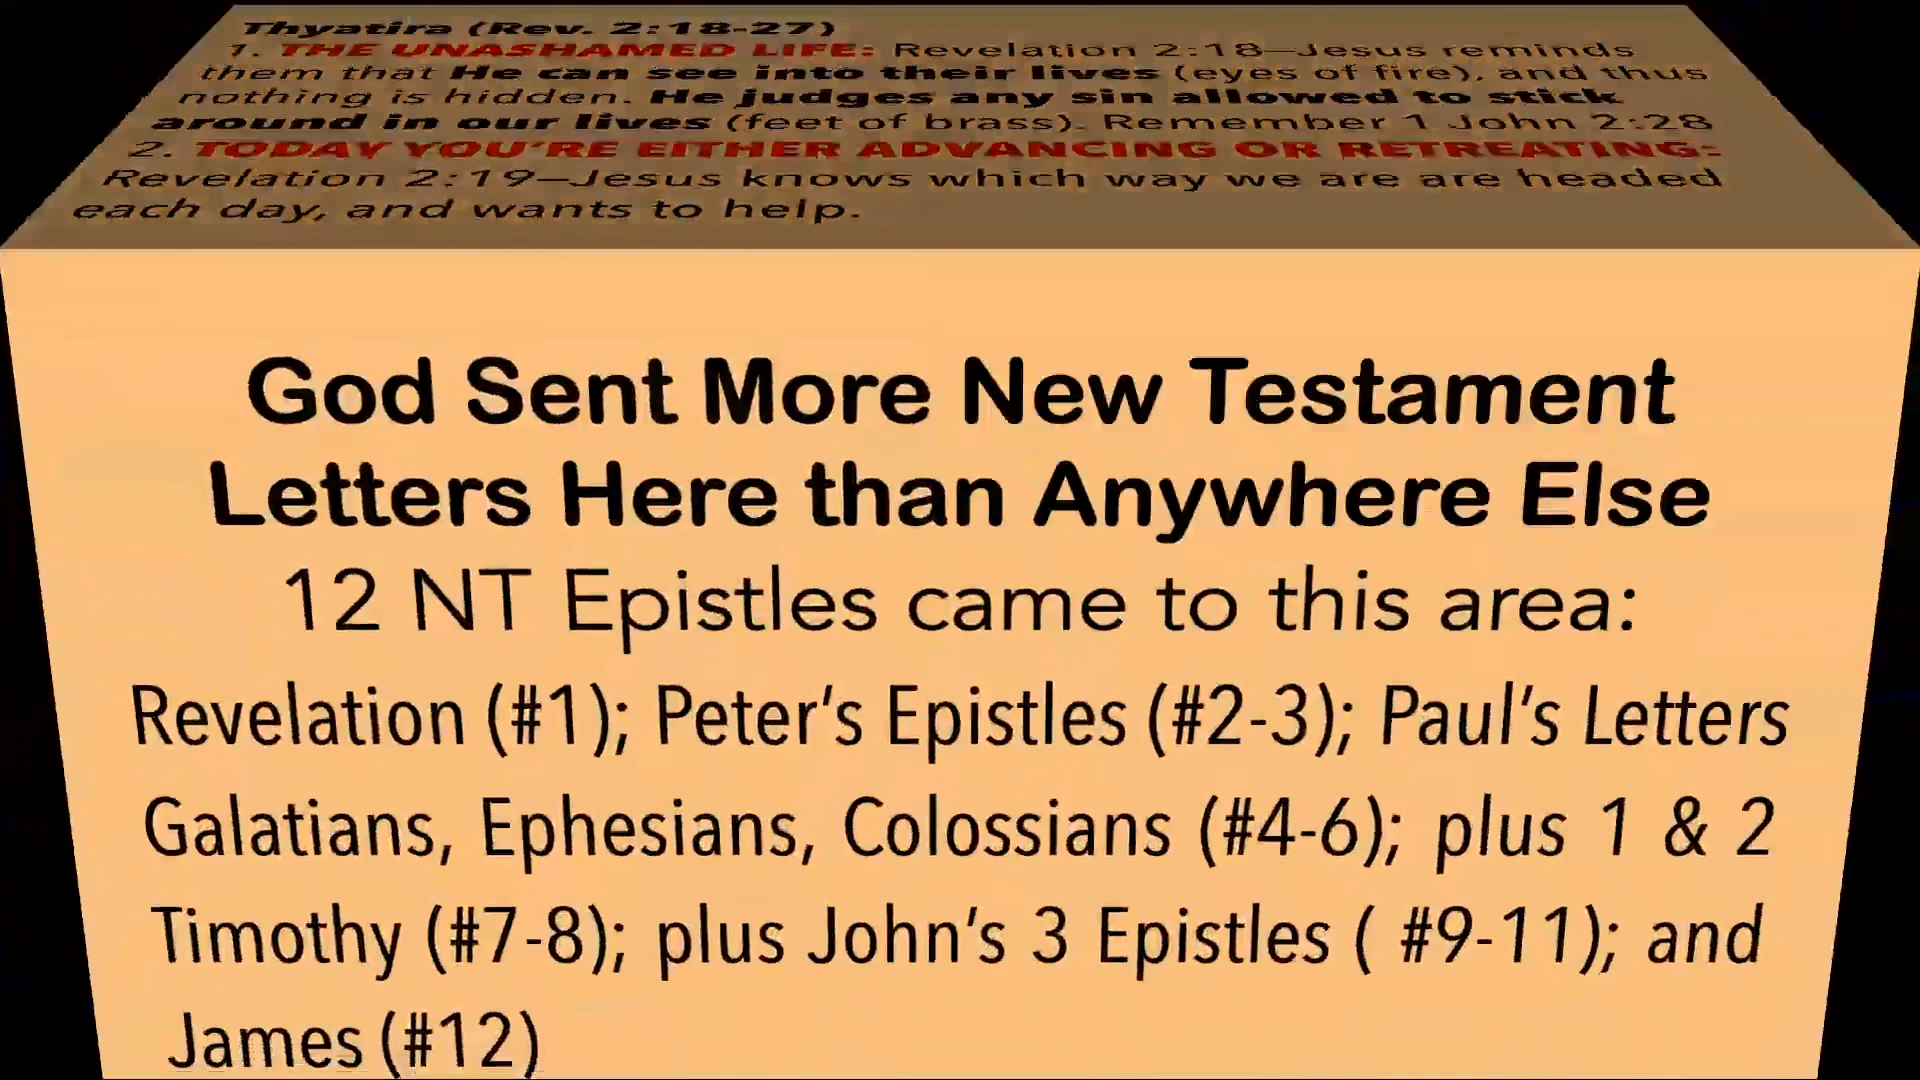 Thyatira (Rev. 2:18-27)
1. THE UNASHAMED LIFE: Revelation 2:18—Jesus reminds
them that He can see into their lives (eyes of fire), and thus
nothing is hidden. He judges any sin allowed to stick
around in our lives (feet of brass). Remember 1 John 2:28
2. TODAY YOU'RE EITHER ADVANCING OR RETREATING:
Revelation 2:19—Jesus knows which way we are are headed
each day, and wants to help.
God Sent More New Testament
Letters Here than Anywhere Else
12 NT Epistles came to this area:
Revelation (#1); Peter's Epistles (#2-3); Paul's Letters
Galatians, Ephesians, Colossians (#4-6); plus 1 & 2
Timothy (#7-8); plus John's 3 Epistles ( #9-11); and
James (#12)